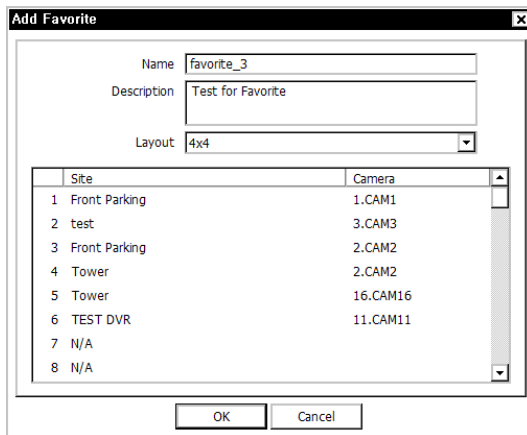 Add Favorite
Name favorite_3
Description Test for Favorite
Layout 4x4
Site Camera
1 Front Parking 1.CAM1
2 test 3.CAM3
3 Front Parking 2.CAM2
4 Tower 2.CAM2
5 Tower 16.CAM16
6 TEST DVR 11.CAM11
7 N/A
8 N/A
OK Cancel